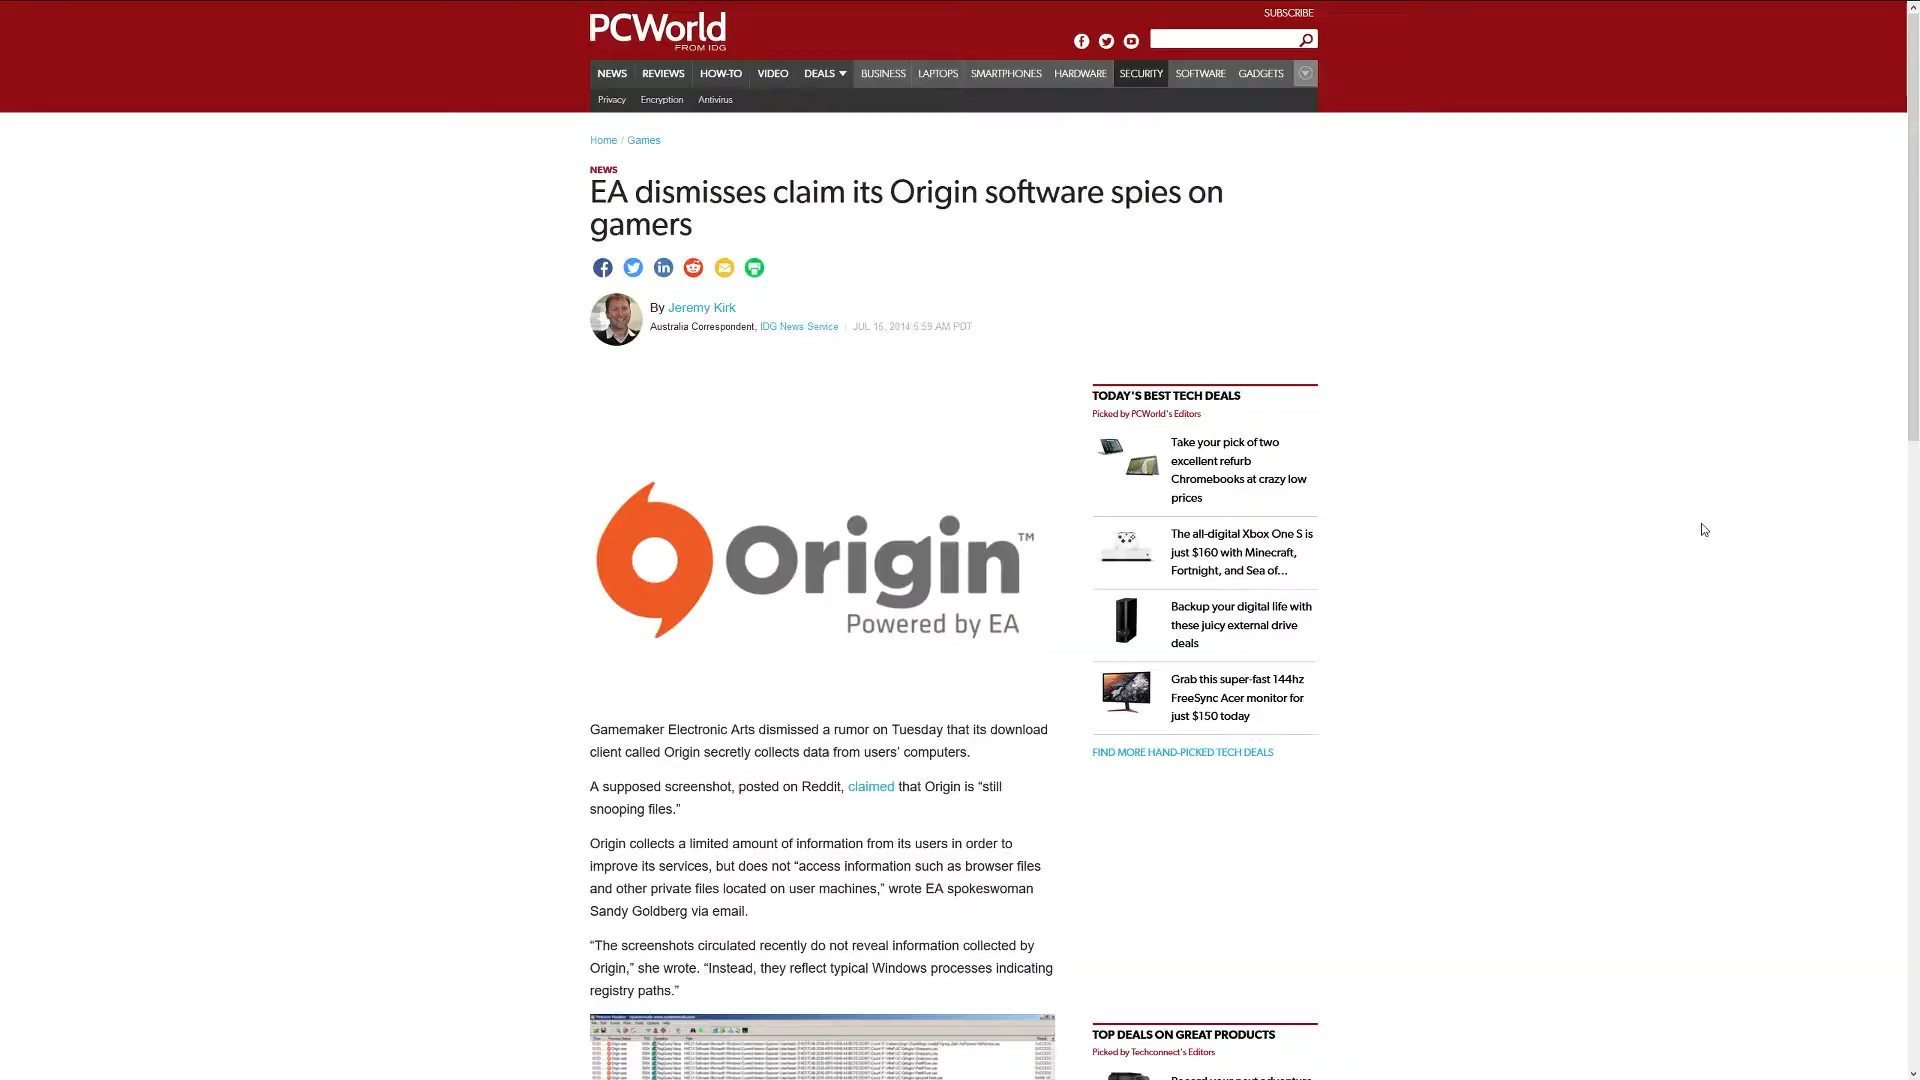 SUBSCRIBE
PCWorld
FROM IDG
NEWS REVIEWS HOW-TO VIDEO DEALS BUSINESS LAPTOPS SMARTPHONES HARDWARE SECURITY SOFTWARE GADGETS
Privacy Encryption Antivirus
Home / Games
NEWS
EA dismisses claim its Origin software spies on
gamers
By Jeremy Kirk
Australia Correspondent, IDG News Service | JUL 15, 2014 5:59 AM PDT
Origin™
Powered by EA
Gamemaker Electronic Arts dismissed a rumor on Tuesday that its download
client called Origin secretly collects data from users’ computers.
A supposed screenshot, posted on Reddit, claimed that Origin is “still
snooping files.”
Origin collects a limited amount of information from its users in order to
improve its services, but does not “access information such as browser files
and other private files located on user machines,” wrote EA spokeswoman
Sandy Goldberg via email.
“The screenshots circulated recently do not reveal information collected by
Origin,” she wrote. “Instead, they reflect typical Windows processes indicating
registry paths.”
TODAY'S BEST TECH DEALS
Picked by PCWorld's Editors
Take your pick of two
excellent refurb
Chromebooks at crazy low
prices
The all-digital Xbox One S is
just $160 with Minecraft,
Fortnight, and Sea of...
Backup your digital life with
these juicy external drive
deals
Grab this super-fast 144hz
FreeSync Acer monitor for
just $150 today
FIND MORE HAND-PICKED TECH DEALS
TOP DEALS ON GREAT PRODUCTS
Picked by Techconnect's Editors